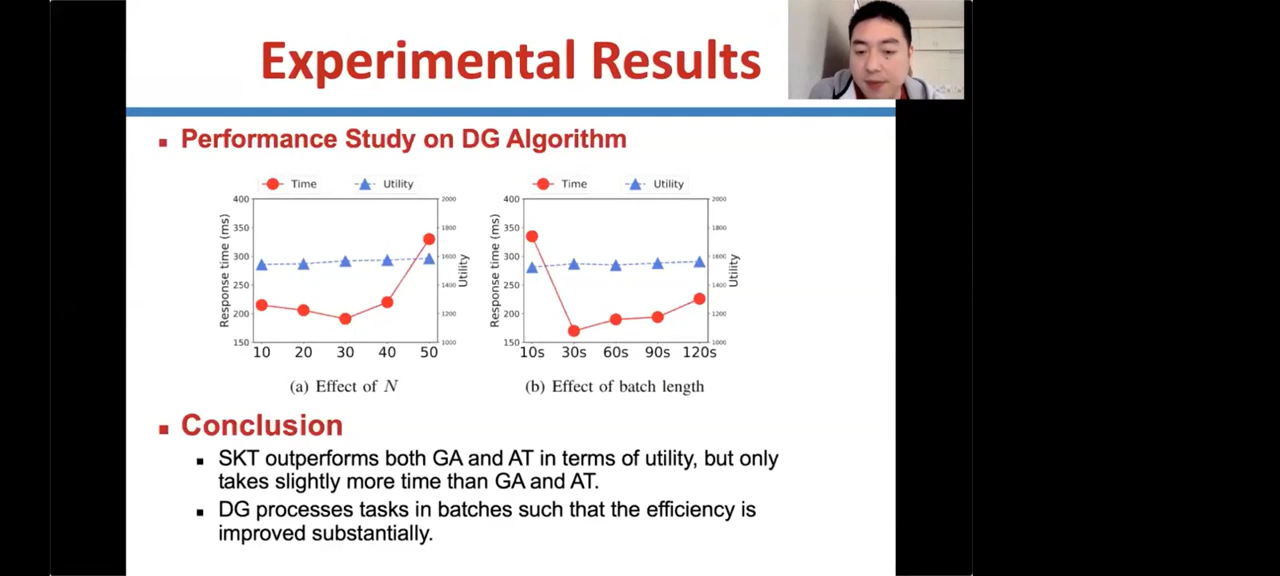 Experimental Results
Performance Study on DG Algorithm
Time Utility
400
350
300
250
200
150
Response time (ms)
2000
1800
1600
1400
1200
1000
Utility
10 20 30 40 50
(a) Effect of N
Time Utility
400
350
300
250
200
150
Response time (ms)
2000
1800
1600
1400
1200
1000
Utility
10s 30s 60s 90s 120s
(b) Effect of batch length
Conclusion
SKT outperforms both GA and AT in terms of utility, but only
takes slightly more time than GA and AT.
DG processes tasks in batches such that the efficiency is
improved substantially.